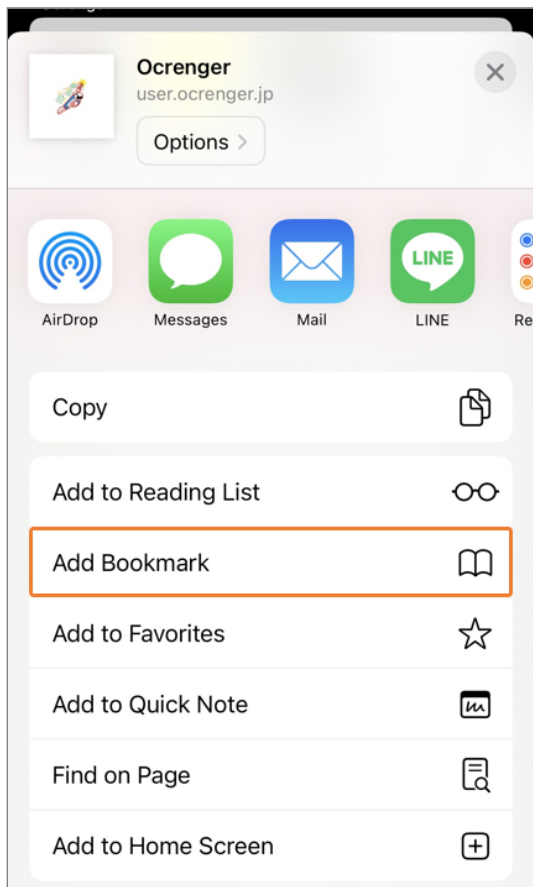 Ocrenger
user.ocrenger.jp
Options
LINE
AirDrop
Messages
Mail
LINE
Re
Copy
Add to Reading List
Add Bookmark
Add to Favorites
Add to Quick Note
Find on Page
Add to Home Screen